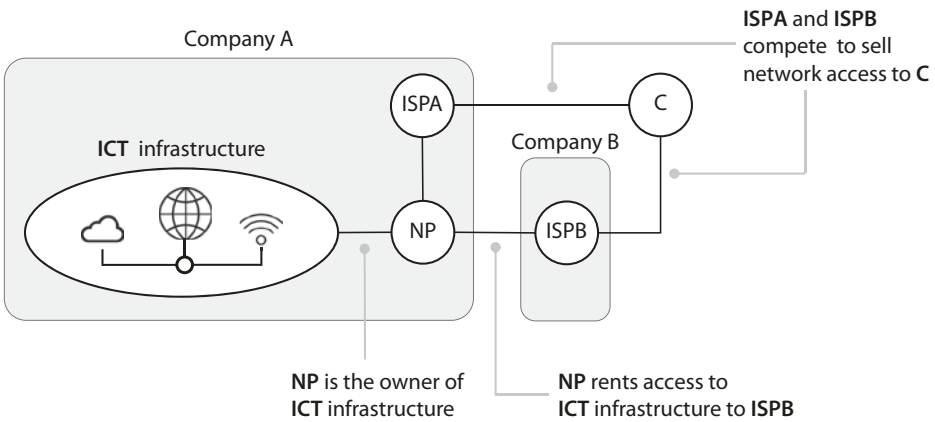 Company A
ISPA and ISPB
compete to sell
network access to C
ISPA
C
Company B
ICT infrastructure
NP
ISPB
NP is the owner of
ICT infrastructure
NP rents access to
ICT infrastructure to ISPB